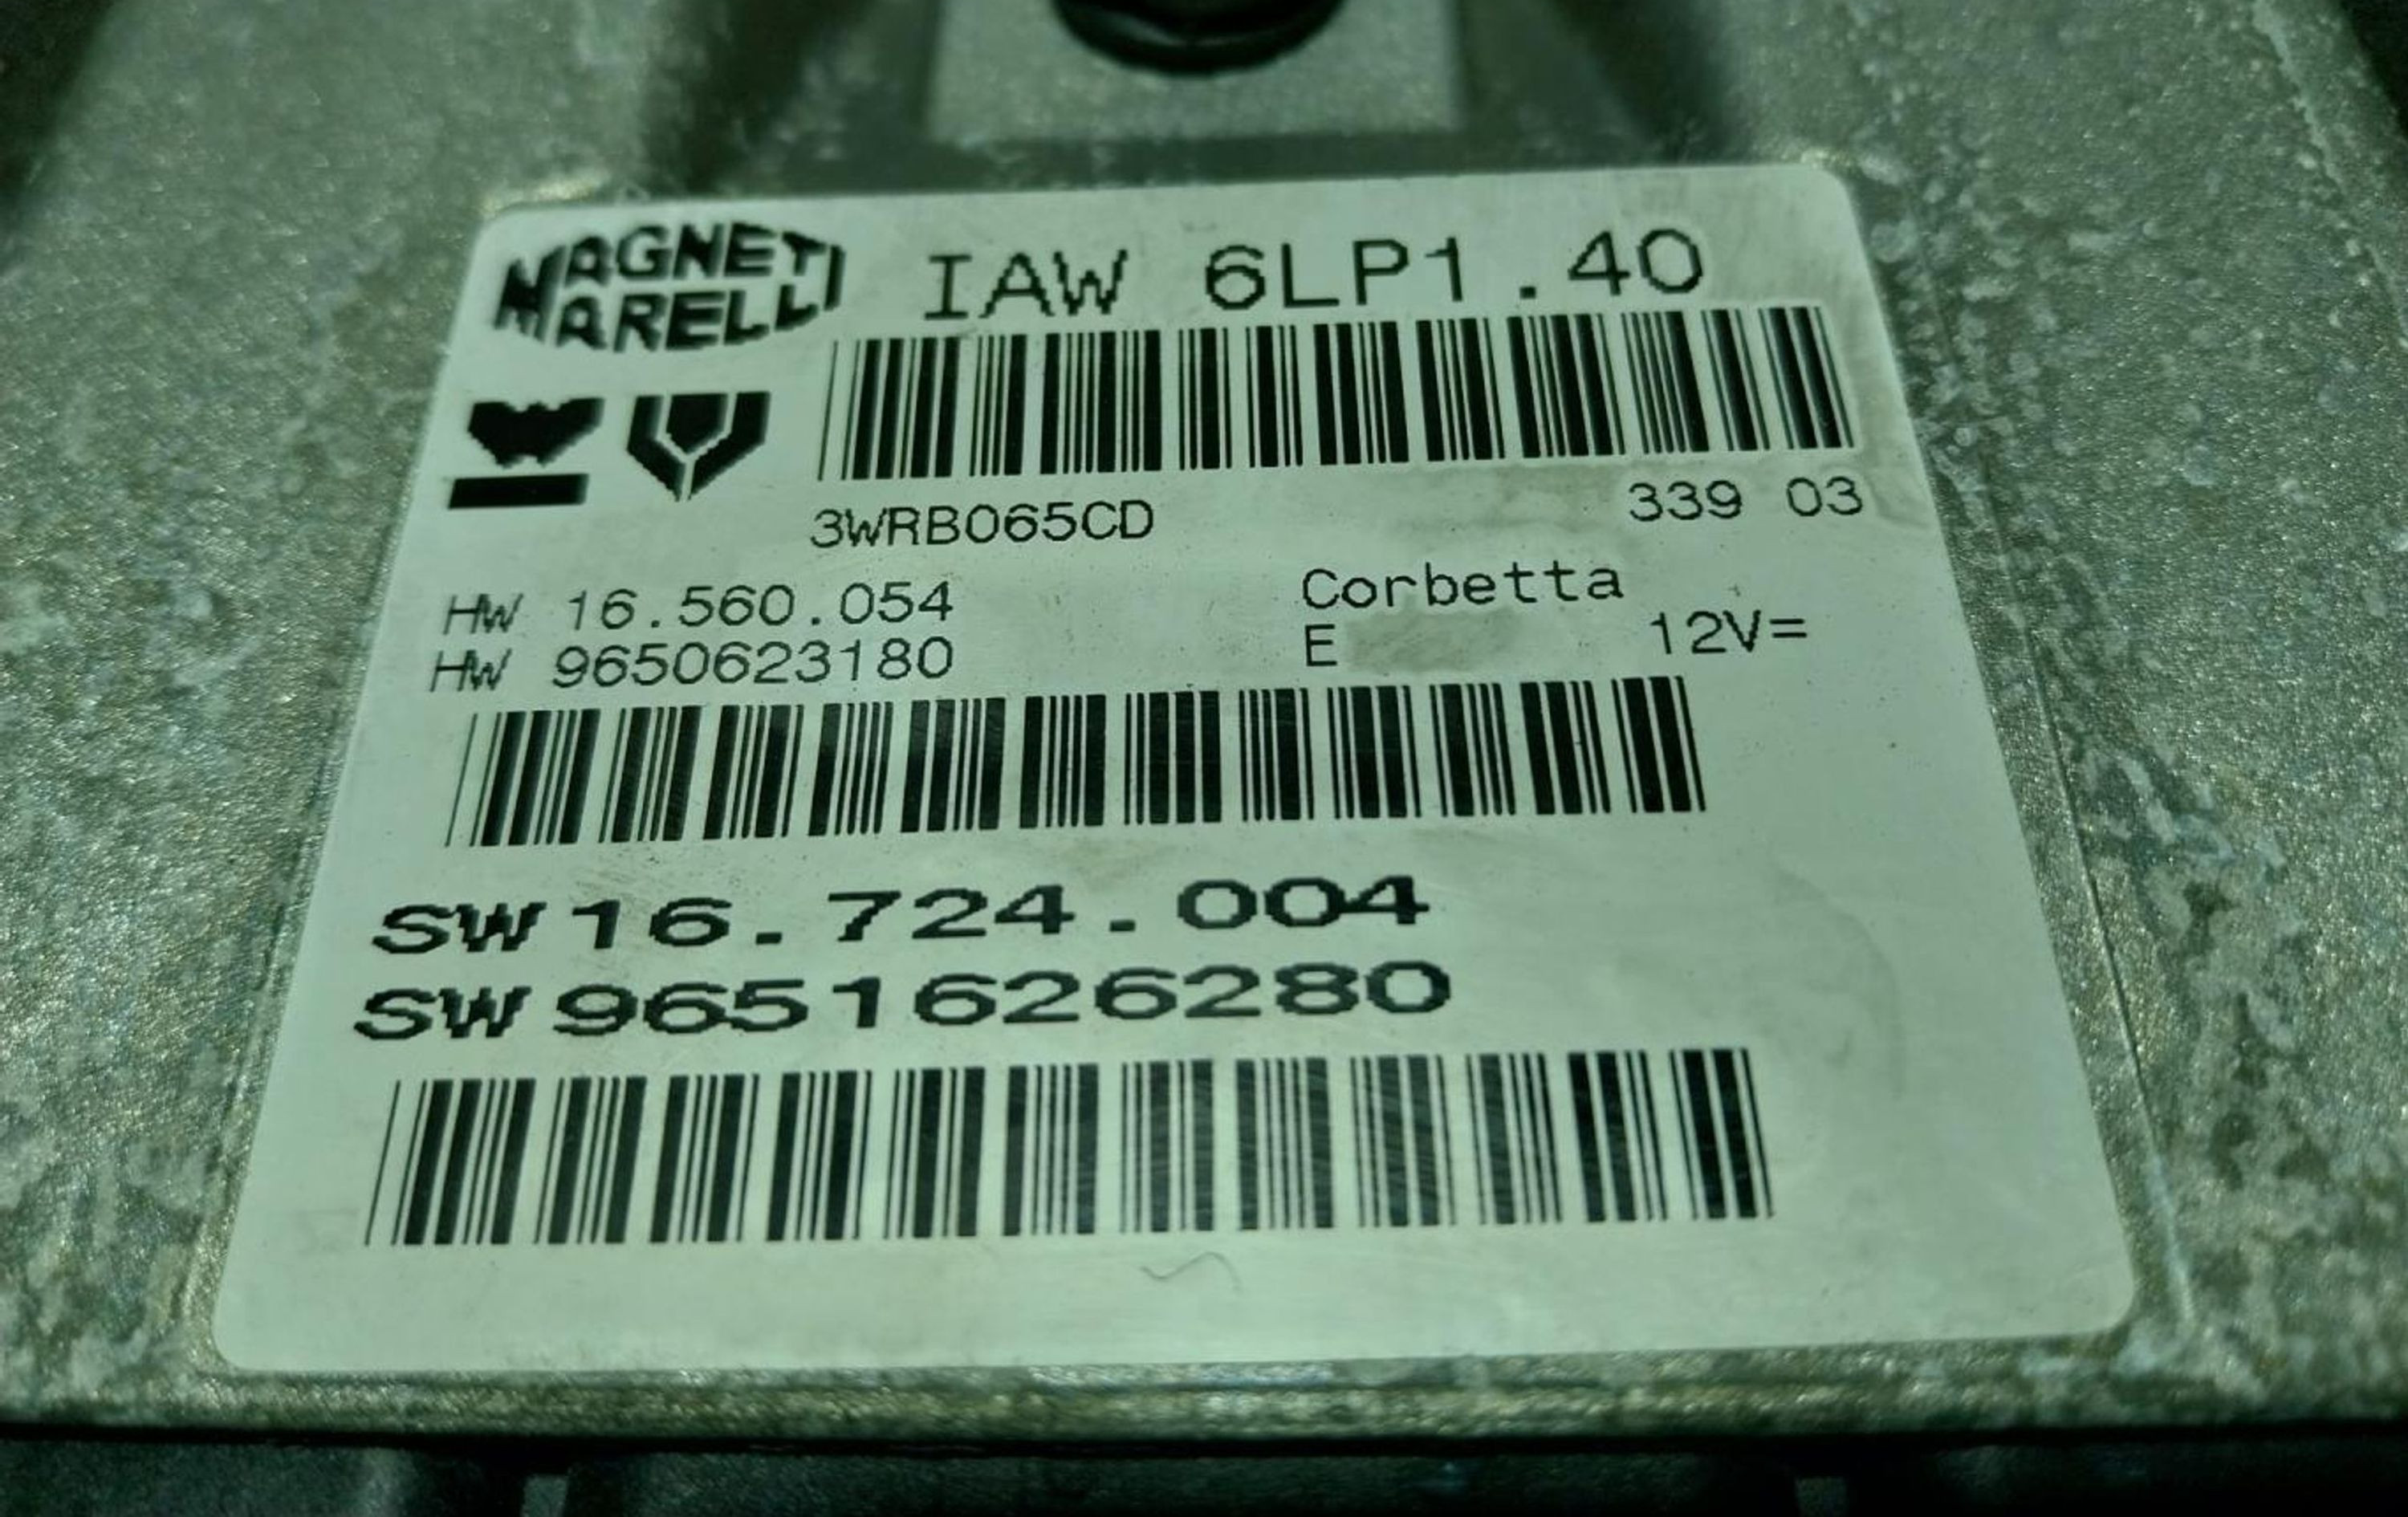 MAGNETI
MARELLI
IAW 6LP1.40
3WRB065CD 339 03
HW 16.560.054 Corbetta
HW 9650623180 E 12V=
SW 16.724.004
SW 9651626280